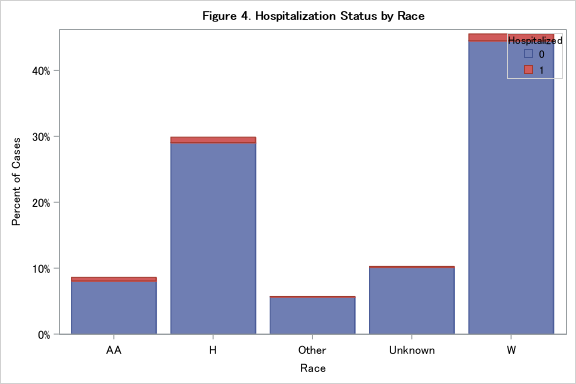 Figure 4. Hospitalization Status by Race
Hospitalized
0
1
40%
30%
20%
10%
0%
Percent of Cases
AA H Other Unknown W
Race